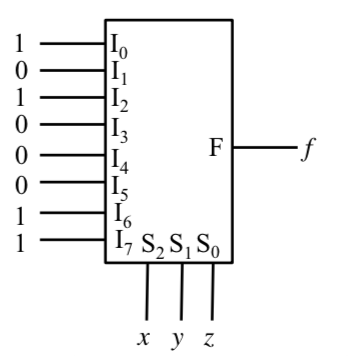 1 I₀
0 I₁
1 I₂
0 I₃
F f
0 I₄
0 I₅
1 I₆
1 I₇ S₂ S₁ S₀
x y z